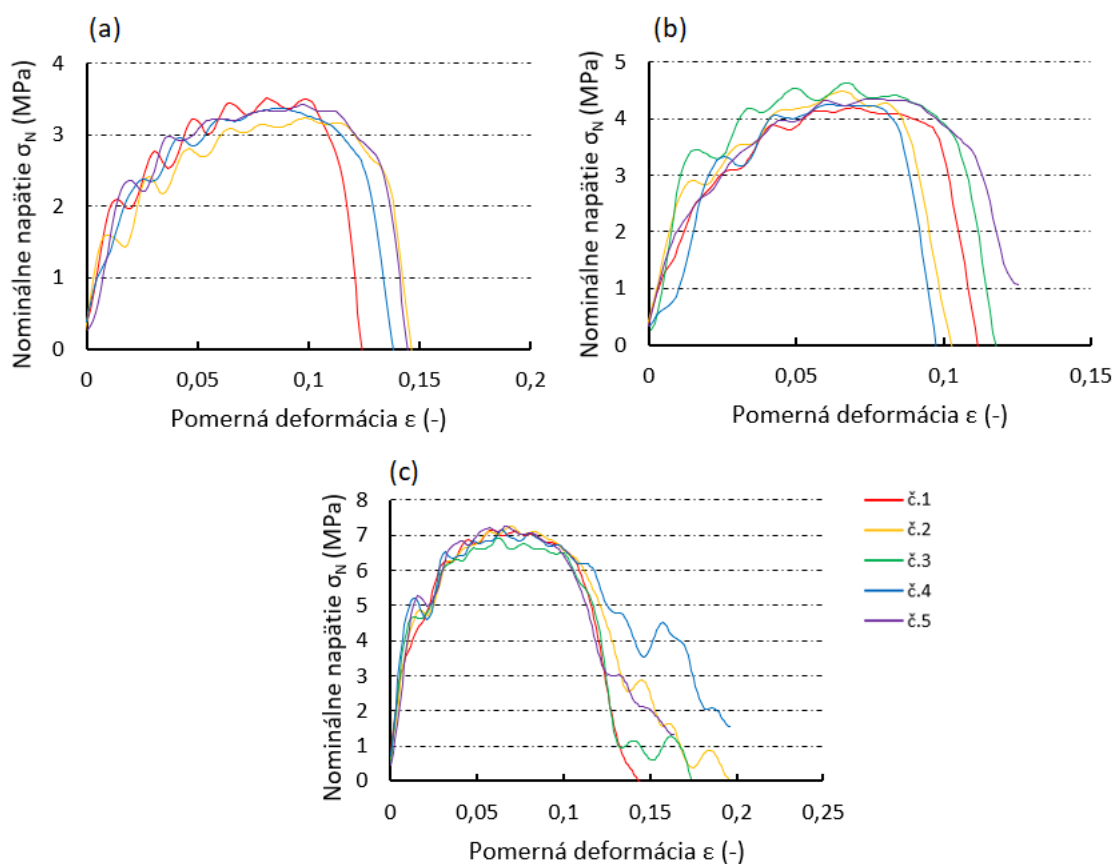 (a)
Nominálne napätie σN (MPa)
4
3
2
1
0
0 0,05 0,1 0,15 0,2
Pomerná deformácia ε (-)
(b)
Nominálne napätie σN (MPa)
5
4
3
2
1
0
0 0,05 0,1 0,15
Pomerná deformácia ε (-)
(c)
Nominálne napätie σN (MPa)
8
7
6
5
4
3
2
1
0
0 0,05 0,1 0,15 0,2 0,25
Pomerná deformácia ε (-)
č.1
č.2
č.3
č.4
č.5